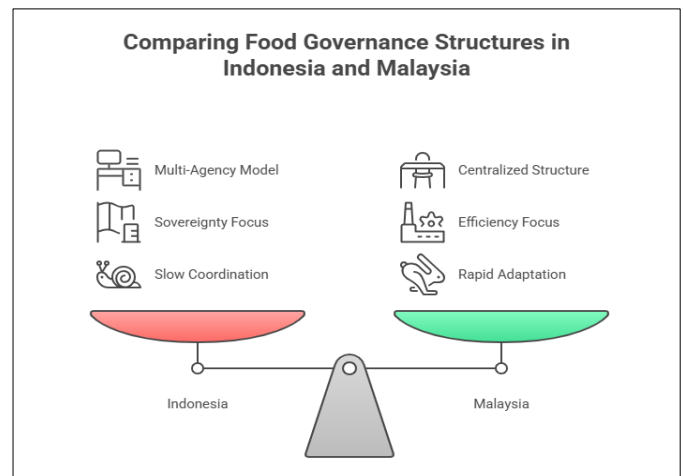 Comparing Food Governance Structures in
Indonesia and Malaysia
Multi-Agency Model
Centralized Structure
Sovereignty Focus
Efficiency Focus
Slow Coordination
Rapid Adaptation
Indonesia
Malaysia